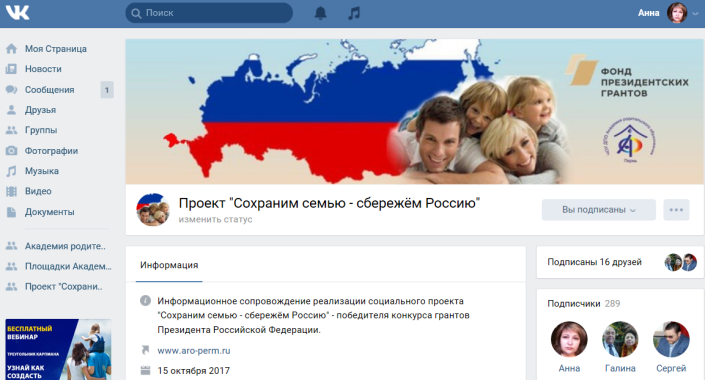 Поиск
Анна
Моя Страница
Новости
Сообщения 1
Друзья
Группы
Фотографии
Музыка
Видео
Документы
Академия родите..
Площадки Академ...
Проект "Сохрани..
БЕСПЛАТНЫЙ
ВЕБИНАР
ТРЕУГОЛЬНИК КАРПМАНА
УЗНАЙ КАК
СОЗДАСТЬ
ФОНД
ПРЕЗИДЕНТСКИХ
ГРАНТОВ
Пермь
Проект "Сохраним семью - сбережём Россию"
изменить статус
Вы подписаны
Информация
Информационное сопровождение реализации социального проекта
"Сохраним семью - сбережём Россию" - победителя конкурса грантов
Президента Российской Федерации.
www.aro-perm.ru
15 октября 2017
Подписаны 16 друзей
Подписчики 289
Анна Галина Сергей